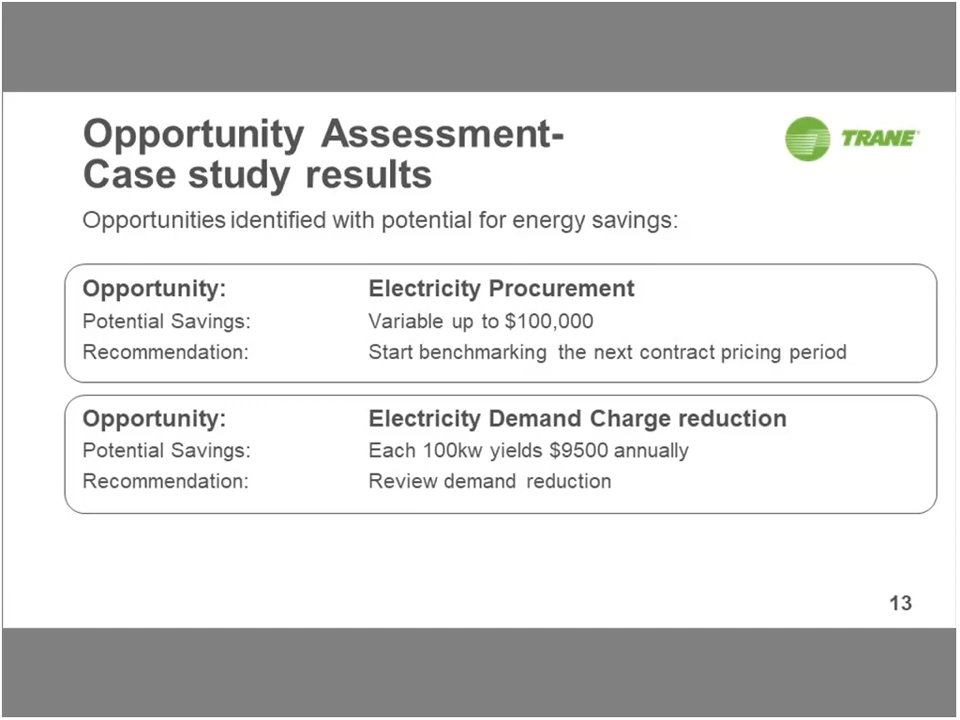 Opportunity Assessment-
Case study results
TRANE
Opportunities identified with potential for energy savings:
Opportunity: Electricity Procurement
Potential Savings: Variable up to $100,000
Recommendation: Start benchmarking the next contract pricing period
Opportunity: Electricity Demand Charge reduction
Potential Savings: Each 100kw yields $9500 annually
Recommendation: Review demand reduction
13